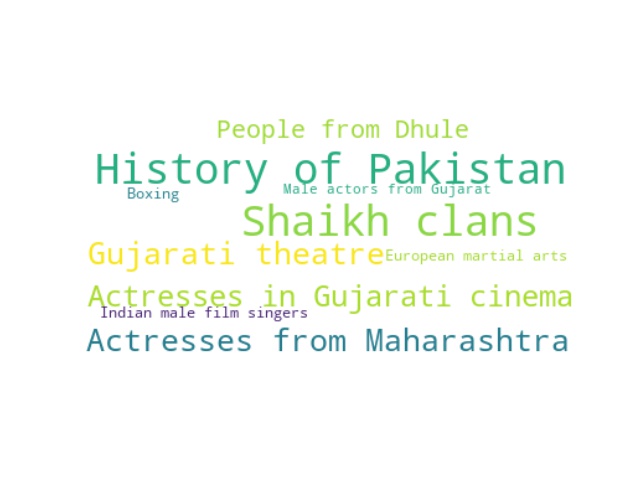 People from Dhule
History of Pakistan
Male actors from Gujarat
Boxing
Shaikh clans
Gujarati theatre
European martial arts
Actresses in Gujarati cinema
Indian male film singers
Actresses from Maharashtra